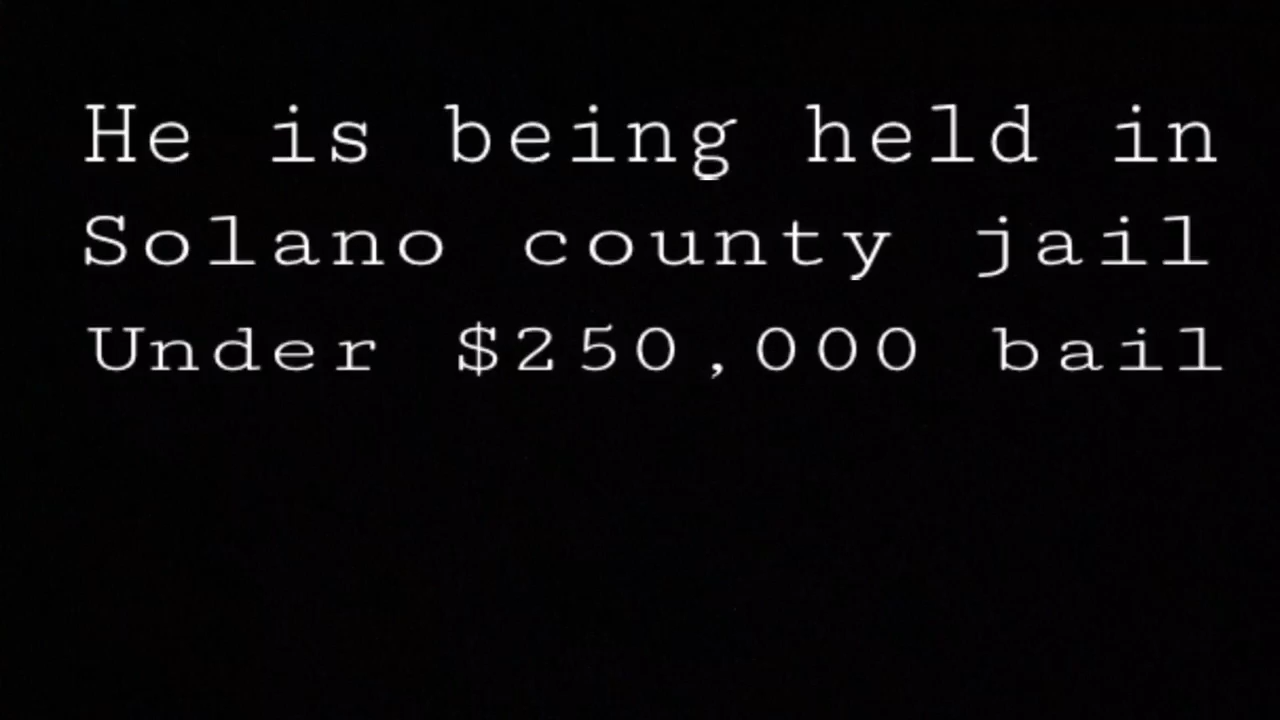 He is being held in
Solano county jail
Under $250,000 bail